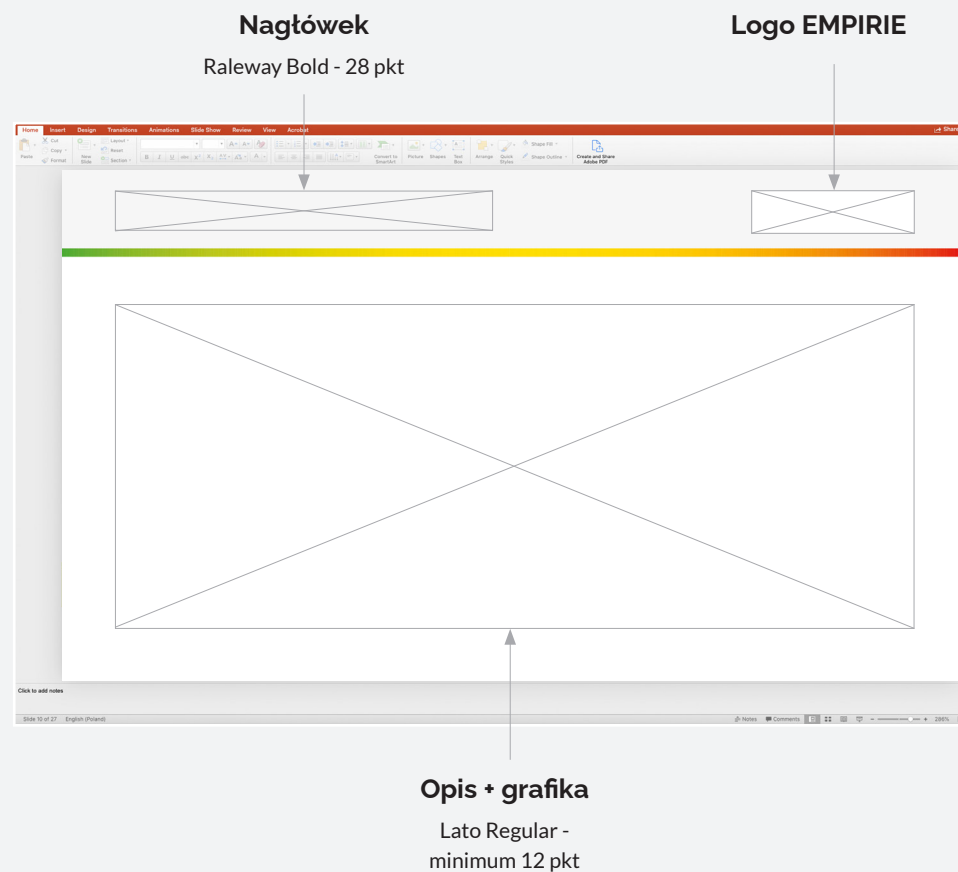 Nagłówek
Raleway Bold - 28 pkt
Logo EMPIRIE
Home Insert Design Transitions Animations Slide Show Review View Acrobat Share
Cut
Copy
Format
Paste
New Slide
Layout
Reset
Section
Convert to SmartArt
Picture
Shapes
Text Box
Arrange
Quick Styles
Shape Fill
Shape Outline
Create and Share Adobe PDF
Click to add notes
Slide 10 of 27 English (Poland) Notes Comments 286%
Opis + grafika
Lato Regular -
minimum 12 pkt